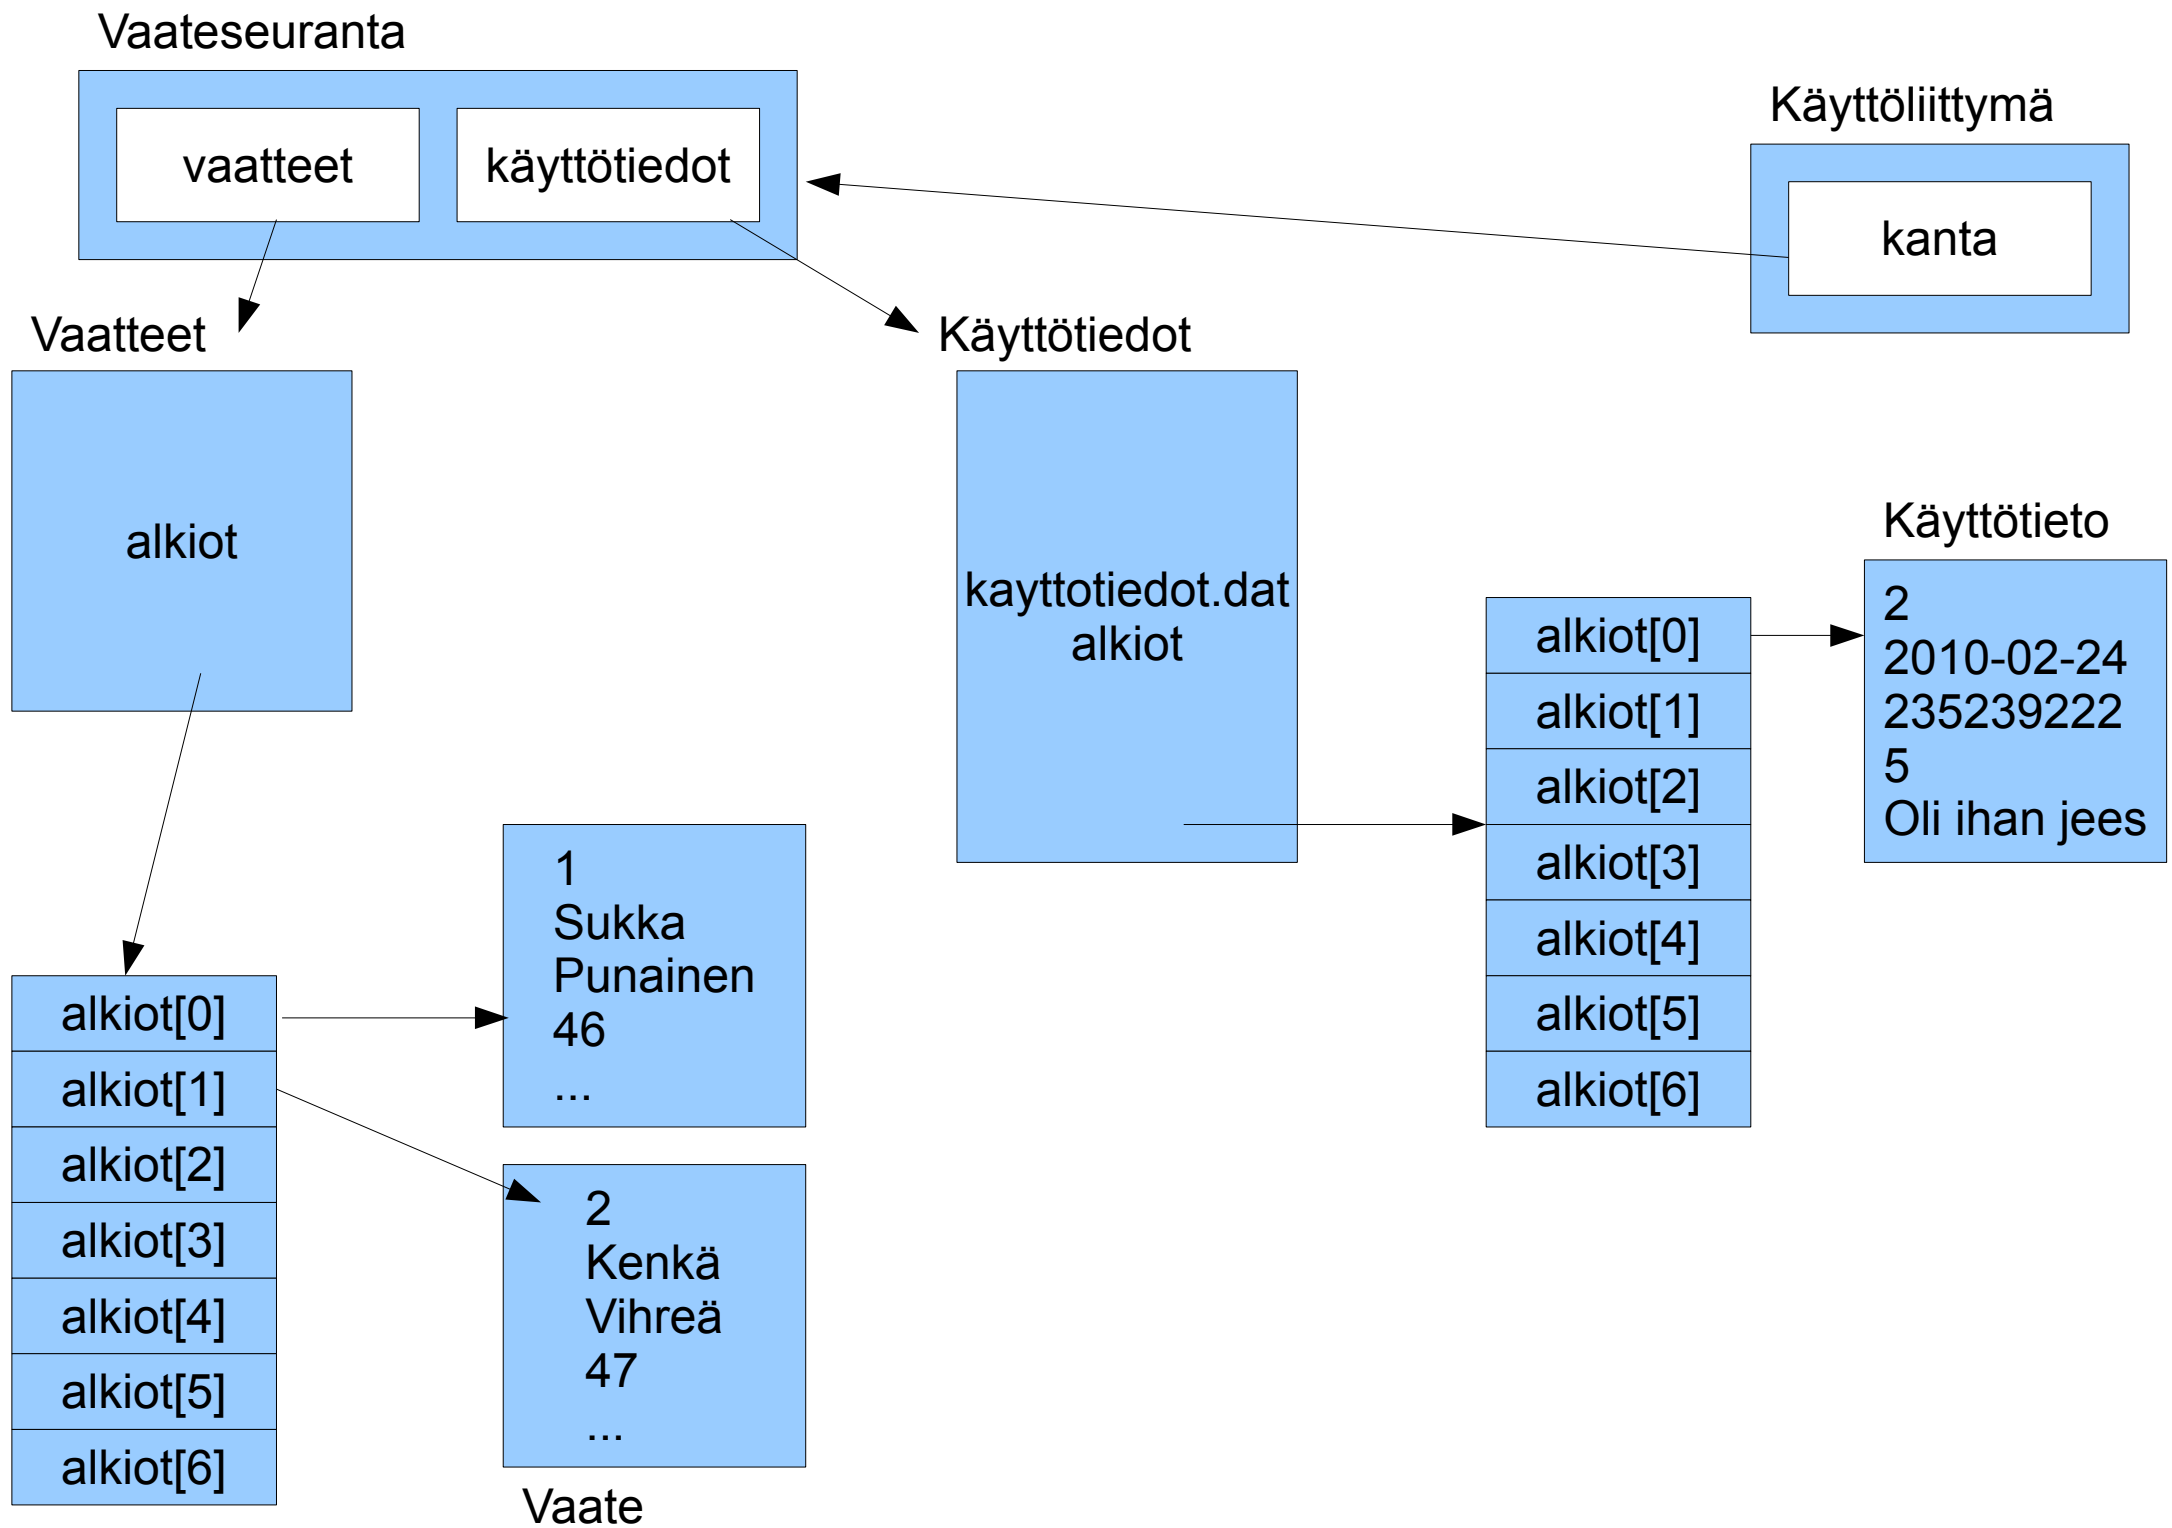 Vaateseuranta
vaatteet
käyttötiedot
Käyttöliittymä
kanta
Vaatteet
alkiot
Käyttötiedot
kayttotiedot.dat
alkiot
alkiot[0]
alkiot[1]
alkiot[2]
alkiot[3]
alkiot[4]
alkiot[5]
alkiot[6]
Käyttötieto
2
2010-02-24
235239222
5
Oli ihan jees
alkiot[0]
alkiot[1]
alkiot[2]
alkiot[3]
alkiot[4]
alkiot[5]
alkiot[6]
1
Sukka
Punainen
46
...
2
Kenkä
Vihreä
47
...
Vaate